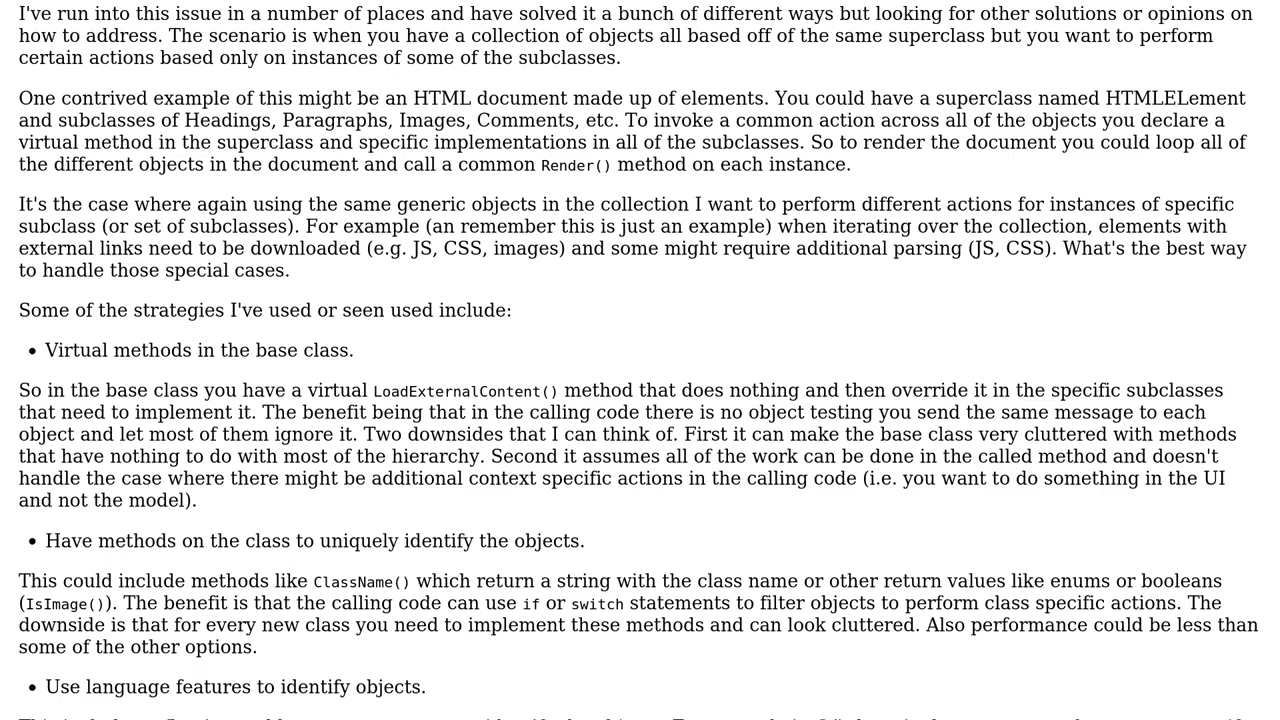 I've run into this issue in a number of places and have solved it a bunch of different ways but looking for other solutions or opinions on
how to address. The scenario is when you have a collection of objects all based off of the same superclass but you want to perform
certain actions based only on instances of some of the subclasses.
One contrived example of this might be an HTML document made up of elements. You could have a superclass named HTMLELement
and subclasses of Headings, Paragraphs, Images, Comments, etc. To invoke a common action across all of the objects you declare a
virtual method in the superclass and specific implementations in all of the subclasses. So to render the document you could loop all of
the different objects in the document and call a common Render() method on each instance.
It's the case where again using the same generic objects in the collection I want to perform different actions for instances of specific
subclass (or set of subclasses). For example (an remember this is just an example) when iterating over the collection, elements with
external links need to be downloaded (e.g. JS, CSS, images) and some might require additional parsing (JS, CSS). What's the best way
to handle those special cases.
Some of the strategies I've used or seen used include:
• Virtual methods in the base class.
So in the base class you have a virtual LoadExternalContent() method that does nothing and then override it in the specific subclasses
that need to implement it. The benefit being that in the calling code there is no object testing you send the same message to each
object and let most of them ignore it. Two downsides that I can think of. First it can make the base class very cluttered with methods
that have nothing to do with most of the hierarchy. Second it assumes all of the work can be done in the called method and doesn't
handle the case where there might be additional context specific actions in the calling code (i.e. you want to do something in the UI
and not the model).
• Have methods on the class to uniquely identify the objects.
This could include methods like ClassName() which return a string with the class name or other return values like enums or booleans
(IsImage()). The benefit is that the calling code can use if or switch statements to filter objects to perform class specific actions. The
downside is that for every new class you need to implement these methods and can look cluttered. Also performance could be less than
some of the other options.
• Use language features to identify objects.